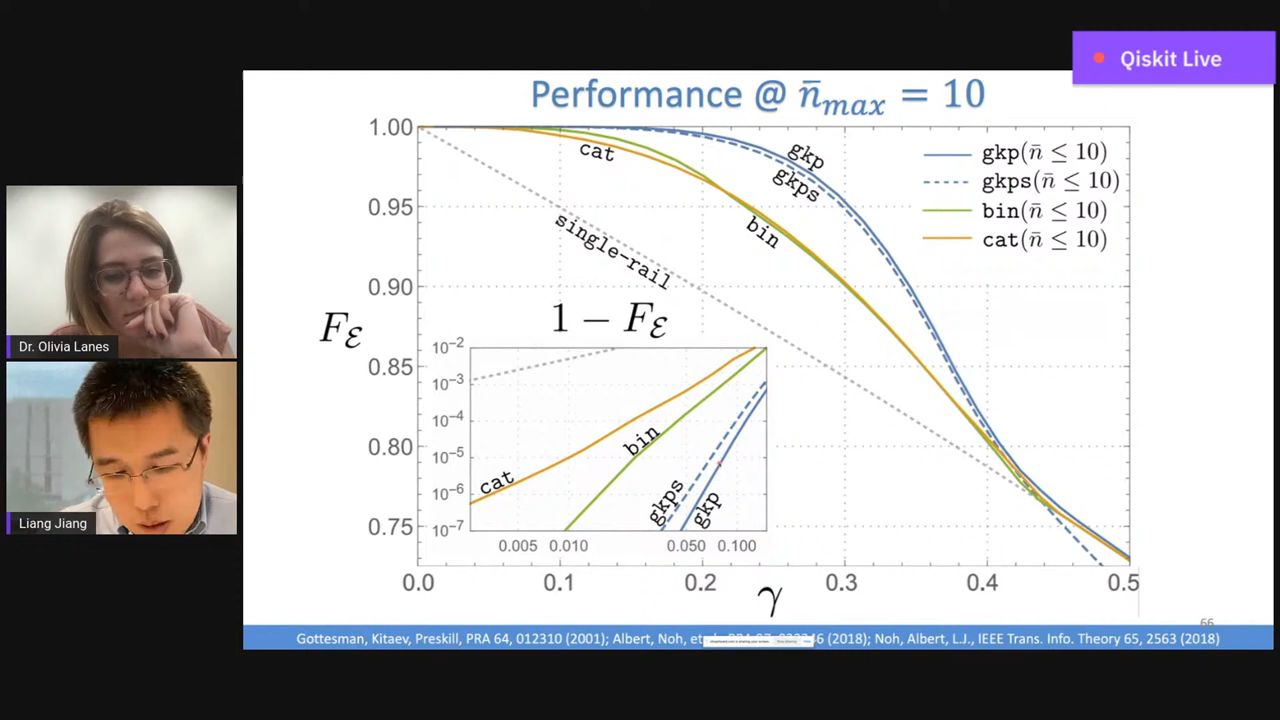 Qiskit Live
Performance @ n̄max = 10
1.00
0.95
0.90
0.85
0.80
0.75
Fℰ
cat
gkp
gkps
bin
single-rail
gkp(n̄ ≤ 10)
gkps(n̄ ≤ 10)
bin(n̄ ≤ 10)
cat(n̄ ≤ 10)
1 − Fℰ
10⁻²
10⁻³
10⁻⁴
10⁻⁵
10⁻⁶
10⁻⁷
cat
bin
gkps
gkp
0.005 0.010 0.050 0.100
0.0 0.1 0.2 0.3 0.4 0.5
γ
66
Gottesman, Kitaev, Preskill, PRA 64, 012310 (2001); Albert, Noh, et (2018); Noh, Albert, L.J., IEEE Trans. Info. Theory 65, 2563 (2018)
Dr. Olivia Lanes
Liang Jiang